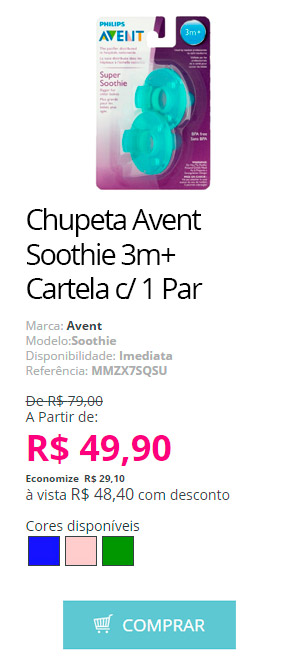 PHILIPS
AVENT
3m+
Super
Soothie
BPA free
Sans BPA
Chupeta Avent
Soothie 3m+
Cartela c/ 1 Par
Marca: Avent
Modelo:Soothie
Disponibilidade: Imediata
Referência: MMZX7SQSU
De R$ 79,00
A Partir de:
R$ 49,90
Economize R$ 29,10
à vista R$ 48,40 com desconto
Cores disponíveis
COMPRAR